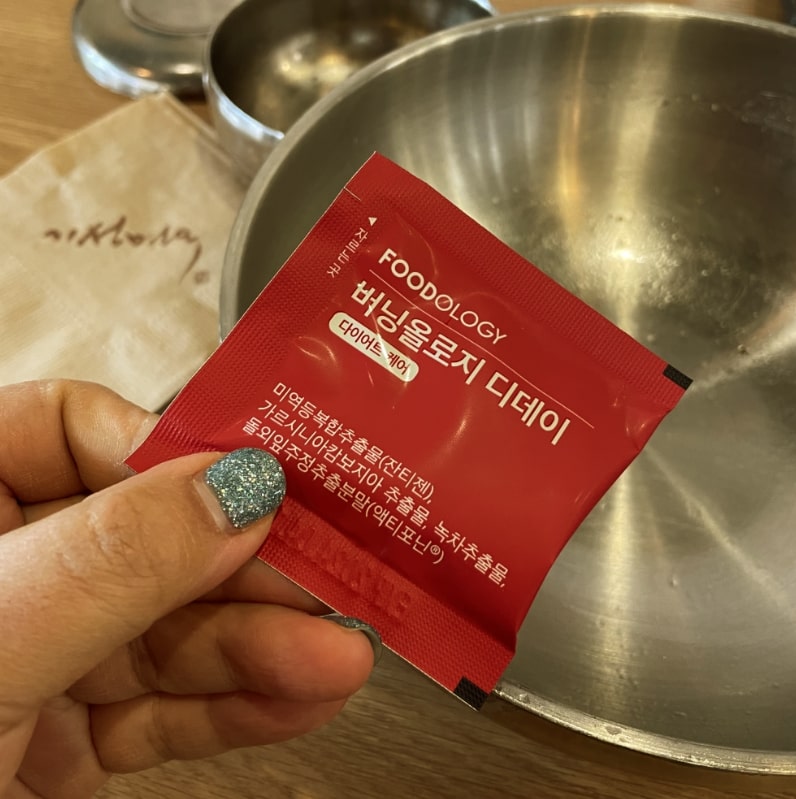 ◀ 자르는 곳
FOODOLOGY
버닝올로지 디데이
다이어트 케어
미역등복합추출물(잔티젠),
가르시니아캄보지아 추출물, 녹차추출물,
돌외잎주정추출분말(액티포닌®)